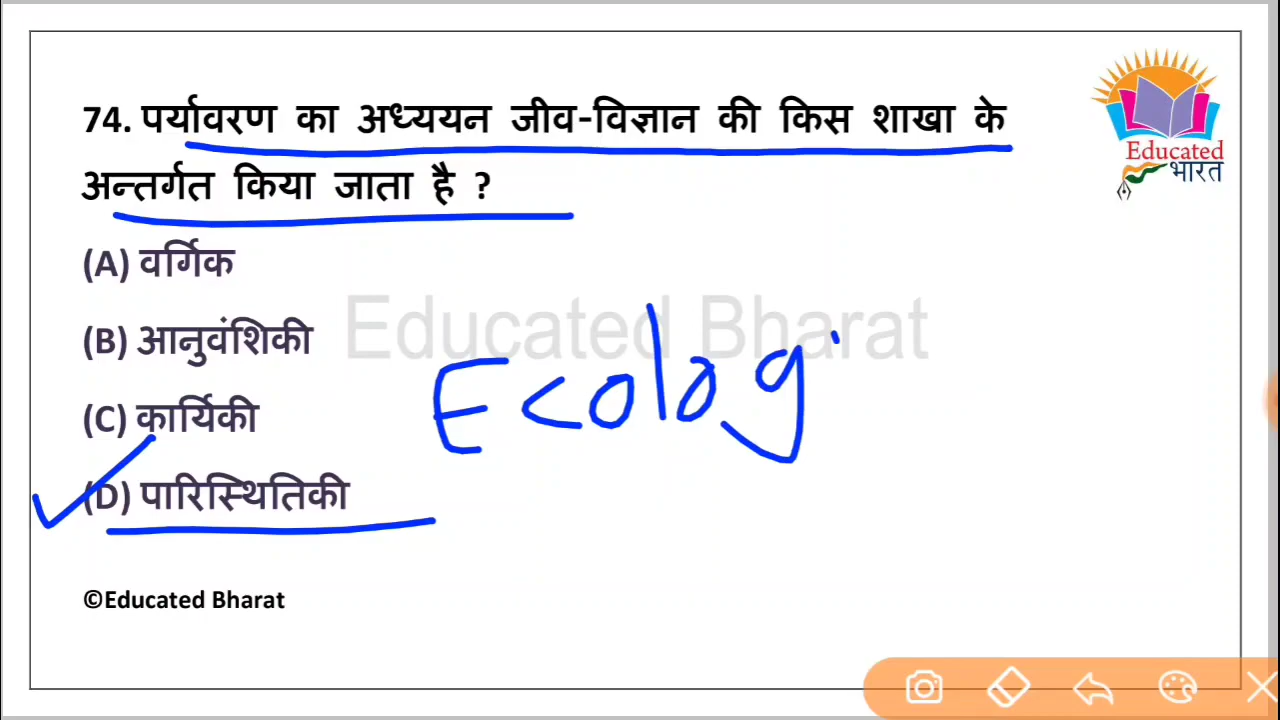 74. पर्यावरण का अध्ययन जीव-विज्ञान की किस शाखा के
अन्तर्गत किया जाता है ?
(A) वर्गिक
(B) आनुवंशिकी
(C) कार्यिकी
(D) पारिस्थितिकी
Educated Bharat
Ecolog
©Educated Bharat
Educated
भारत